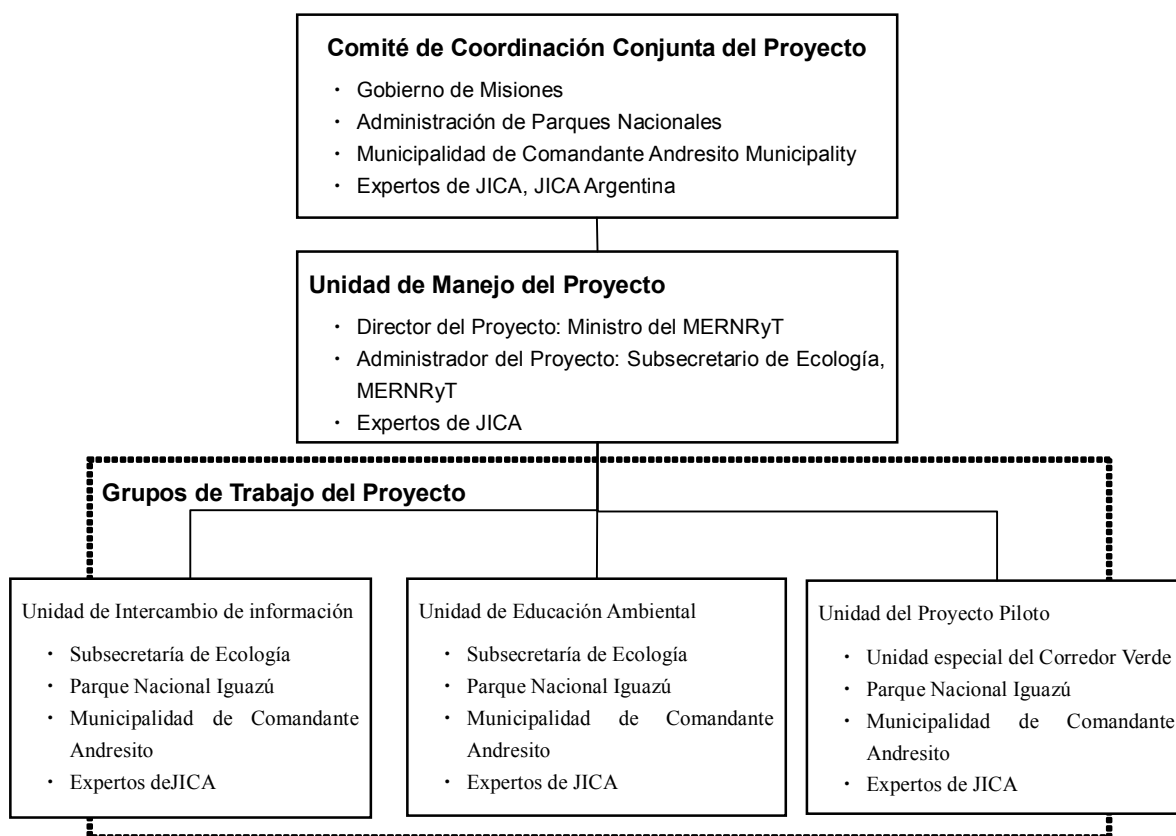 Comité de Coordinación Conjunta del Proyecto
・ Gobierno de Misiones
・ Administración de Parques Nacionales
・ Municipalidad de Comandante Andresito Municipality
・ Expertos de JICA, JICA Argentina
Unidad de Manejo del Proyecto
・ Director del Proyecto: Ministro del MERNRyT
・ Administrador del Proyecto: Subsecretario de Ecología,
MERNRyT
・ Expertos de JICA
Grupos de Trabajo del Proyecto
Unidad de Intercambio de información
・ Subsecretaría de Ecología
・ Parque Nacional Iguazú
・ Municipalidad de Comandante
Andresito
・ Expertos deJICA
Unidad de Educación Ambiental
・ Subsecretaría de Ecología
・ Parque Nacional Iguazú
・ Municipalidad de Comandante
Andresito
・ Expertos de JICA
Unidad del Proyecto Piloto
・ Unidad especial del Corredor Verde
・ Parque Nacional Iguazú
・ Municipalidad de Comandante
Andresito
・ Expertos de JICA